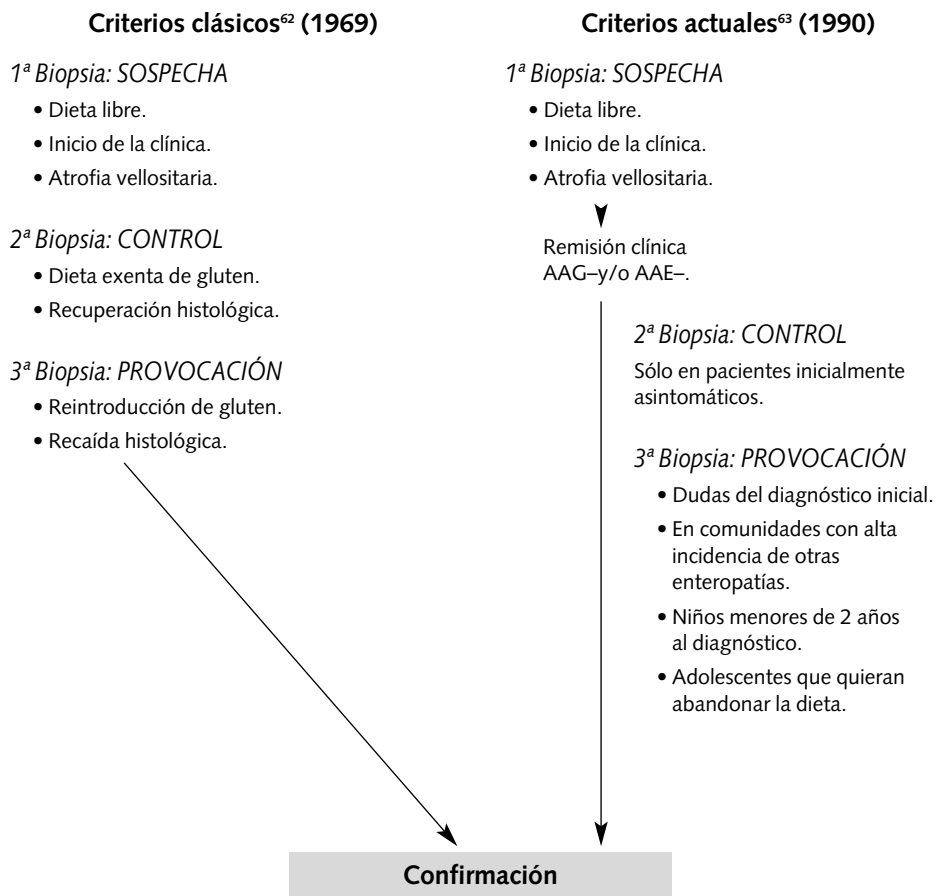 Criterios clásicos⁶² (1969)
1ª Biopsia: SOSPECHA
• Dieta libre.
• Inicio de la clínica.
• Atrofia vellositaria.
2ª Biopsia: CONTROL
• Dieta exenta de gluten.
• Recuperación histológica.
3ª Biopsia: PROVOCACIÓN
• Reintroducción de gluten.
• Recaída histológica.
Criterios actuales⁶³ (1990)
1ª Biopsia: SOSPECHA
• Dieta libre.
• Inicio de la clínica.
• Atrofia vellositaria.
Remisión clínica
AAG–y/o AAE–.
2ª Biopsia: CONTROL
Sólo en pacientes inicialmente
asintomáticos.
3ª Biopsia: PROVOCACIÓN
• Dudas del diagnóstico inicial.
• En comunidades con alta
incidencia de otras
enteropatías.
• Niños menores de 2 años
al diagnóstico.
• Adolescentes que quieran
abandonar la dieta.
Confirmación